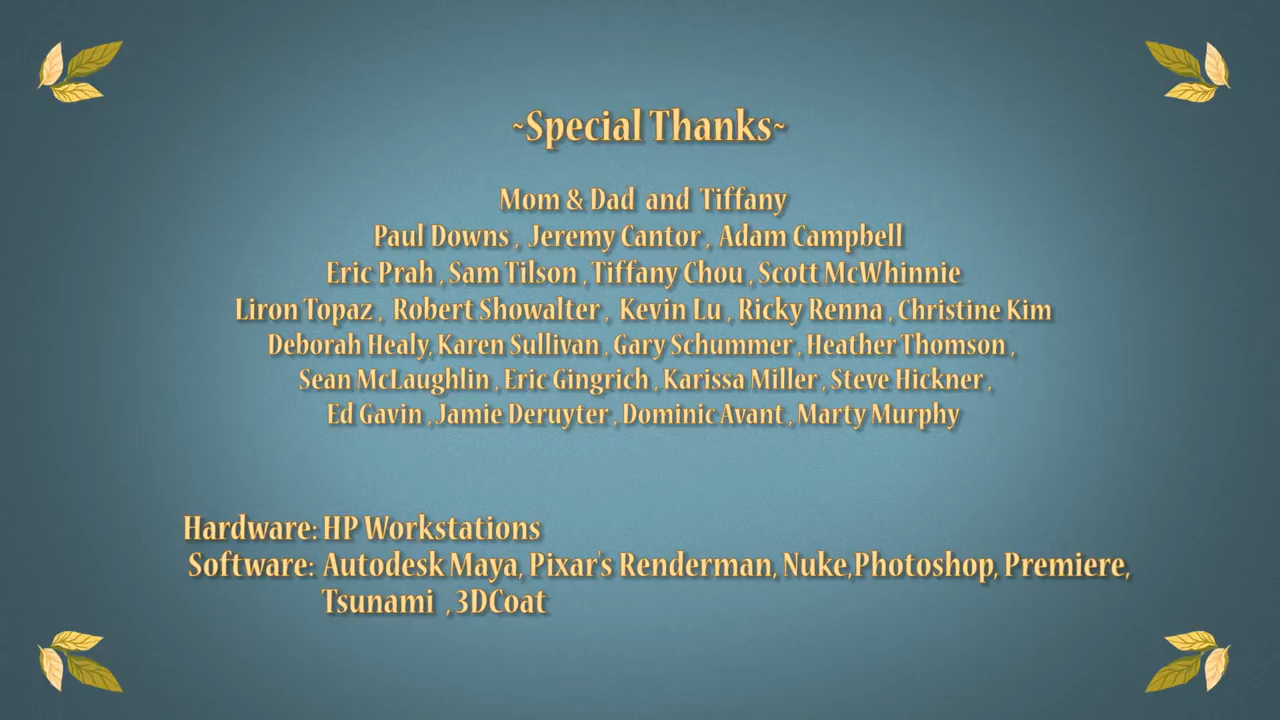 ~Special Thanks~
Mom & Dad and Tiffany
Paul Downs , Jeremy Cantor , Adam Campbell
Eric Prah , Sam Tilson , Tiffany Chou , Scott McWhinnie
Liron Topaz , Robert Showalter , Kevin Lu , Ricky Renna , Christine Kim
Deborah Healy, Karen Sullivan , Gary Schummer , Heather Thomson ,
Sean McLaughlin , Eric Gingrich , Karissa Miller , Steve Hickner ,
Ed Gavin , Jamie Deruyter , Dominic Avant , Marty Murphy
Hardware: HP Workstations
Software: Autodesk Maya, Pixar's Renderman, Nuke,Photoshop, Premiere,
Tsunami , 3DCoat